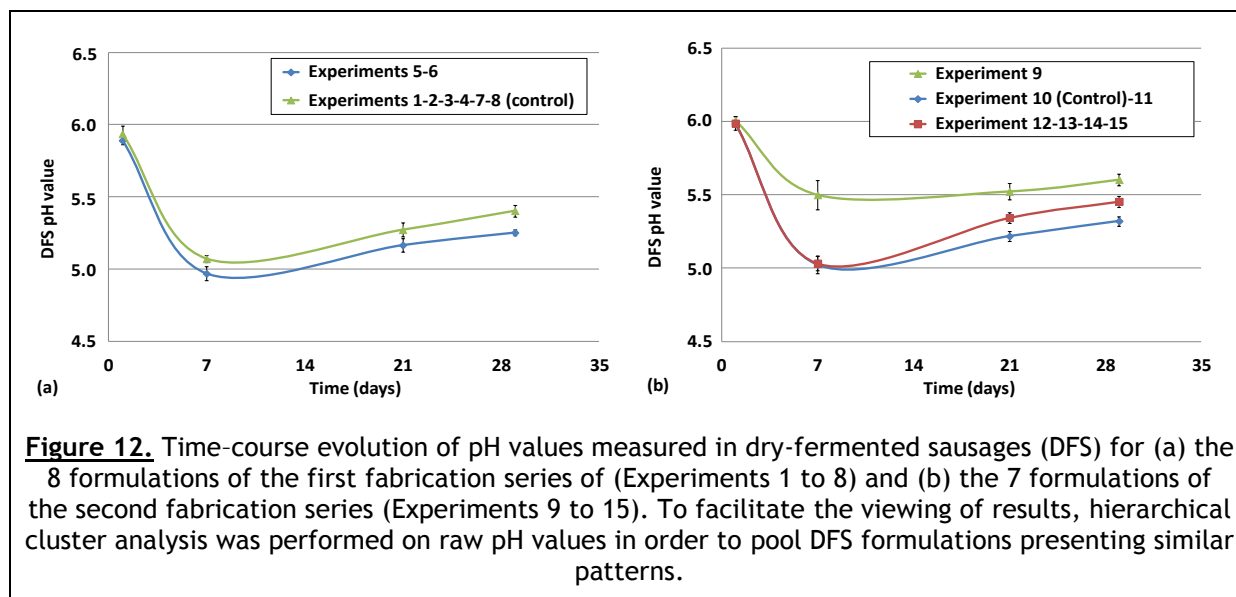 6.5
6.0
5.5
5.0
4.5
DFS pH value
Experiments 5-6
Experiments 1-2-3-4-7-8 (control)
0 7 14 21 28 35
Time (days)
(a)
6.5
6.0
5.5
5.0
4.5
DFS pH value
Experiment 9
Experiment 10 (Control)-11
Experiment 12-13-14-15
0 7 14 21 28 35
Time (days)
(b)
Figure 12. Time-course evolution of pH values measured in dry-fermented sausages (DFS) for (a) the
8 formulations of the first fabrication series of (Experiments 1 to 8) and (b) the 7 formulations of
the second fabrication series (Experiments 9 to 15). To facilitate the viewing of results, hierarchical
cluster analysis was performed on raw pH values in order to pool DFS formulations presenting similar
patterns.